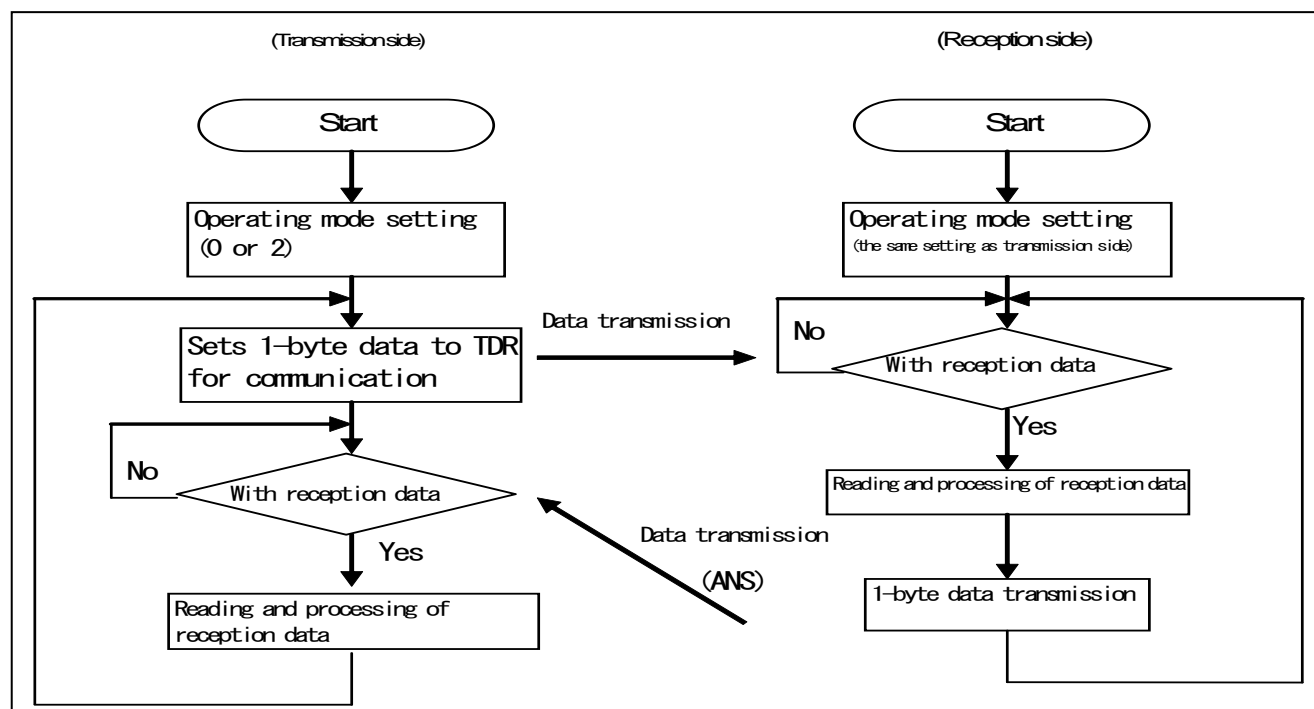 (Transmission side)
Start
Operating mode setting
(0 or 2)
Sets 1-byte data to TDR
for communication
No
With reception data
Yes
Reading and processing of
reception data
Data transmission
Data transmission
(ANS)
(Reception side)
Start
Operating mode setting
(the same setting as transmission side)
No
With reception data
Yes
Reading and processing of reception data
1-byte data transmission